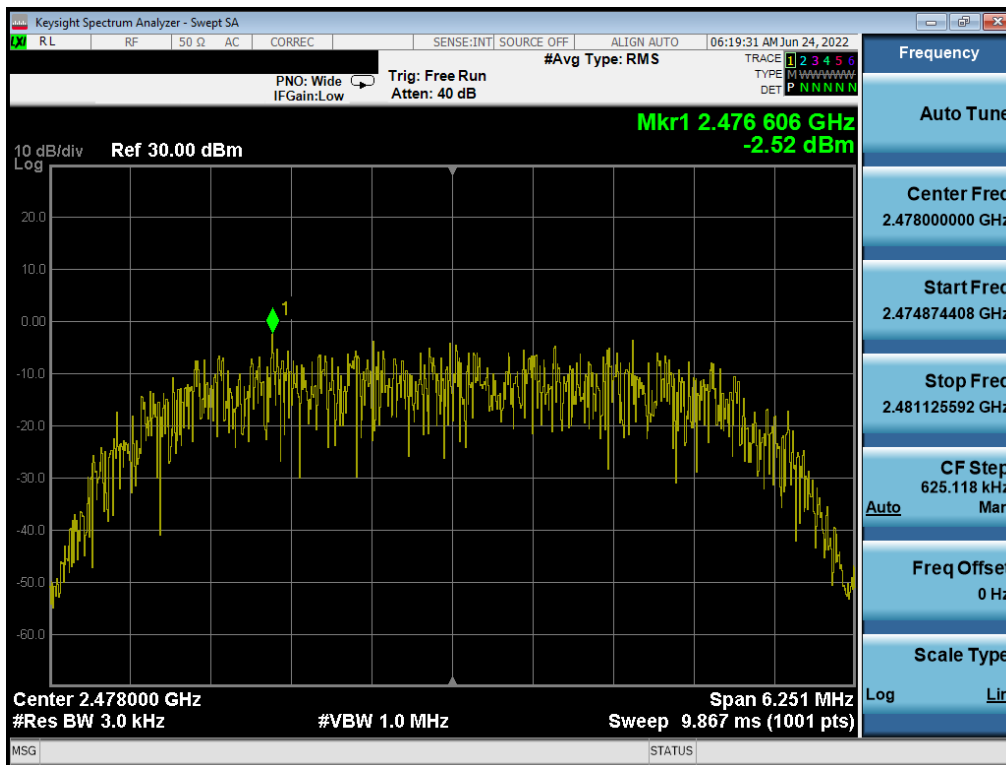 Keysight Spectrum Analyzer - Swept SA
LXI RL RF 50 Ω AC CORREC SENSE:INT SOURCE OFF ALIGN AUTO 06:19:31 AM Jun 24, 2022
#Avg Type: RMS
TRACE 1 2 3 4 5 6
PNO: Wide Trig: Free Run
TYPE M WWWWW
IFGain:Low Atten: 40 dB
DET P N N N N N
Mkr1 2.476 606 GHz
-2.52 dBm
10 dB/div Ref 30.00 dBm
Log
20.0
10.0
0.00
1
-10.0
-20.0
-30.0
-40.0
-50.0
-60.0
Center 2.478000 GHz Span 6.251 MHz
#Res BW 3.0 kHz #VBW 1.0 MHz Sweep 9.867 ms (1001 pts)
MSG STATUS
Frequency
Auto Tune
Center Freq
2.478000000 GHz
Start Freq
2.474874408 GHz
Stop Freq
2.481125592 GHz
CF Step
625.118 kHz
Auto Man
Freq Offset
0 Hz
Scale Type
Log Lin